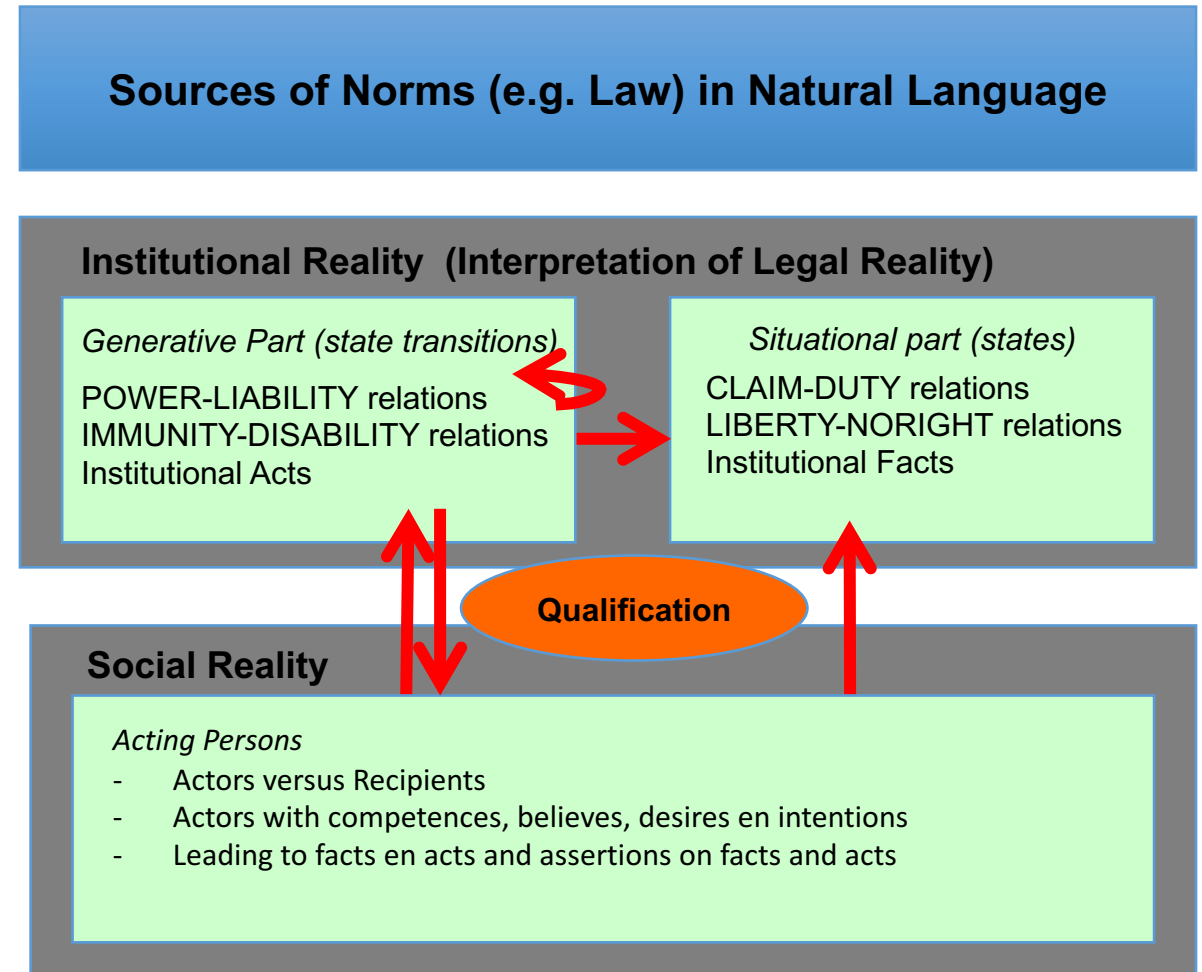 Sources of Norms (e.g. Law) in Natural Language
Institutional Reality (Interpretation of Legal Reality)
Generative Part (state transitions)
POWER-LIABILITY relations
IMMUNITY-DISABILITY relations
Institutional Acts
Situational part (states)
CLAIM-DUTY relations
LIBERTY-NORIGHT relations
Institutional Facts
Qualification
Social Reality
Acting Persons
- Actors versus Recipients
- Actors with competences, believes, desires en intentions
- Leading to facts en acts and assertions on facts and acts